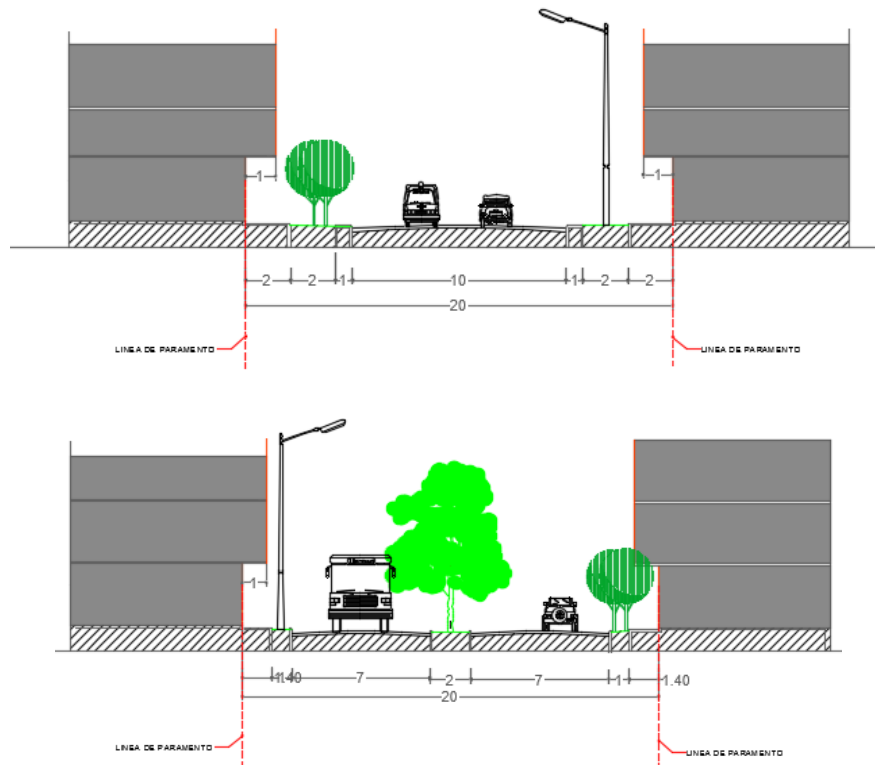 1
1
2 2 1 10 1 2 2
20
LINEA DE PARAMENTO
LINEA DE PARAMENTO
1
1 1.40 7 2 7 1 1.40
20
LINEA DE PARAMENTO
LINEA DE PARAMENTO